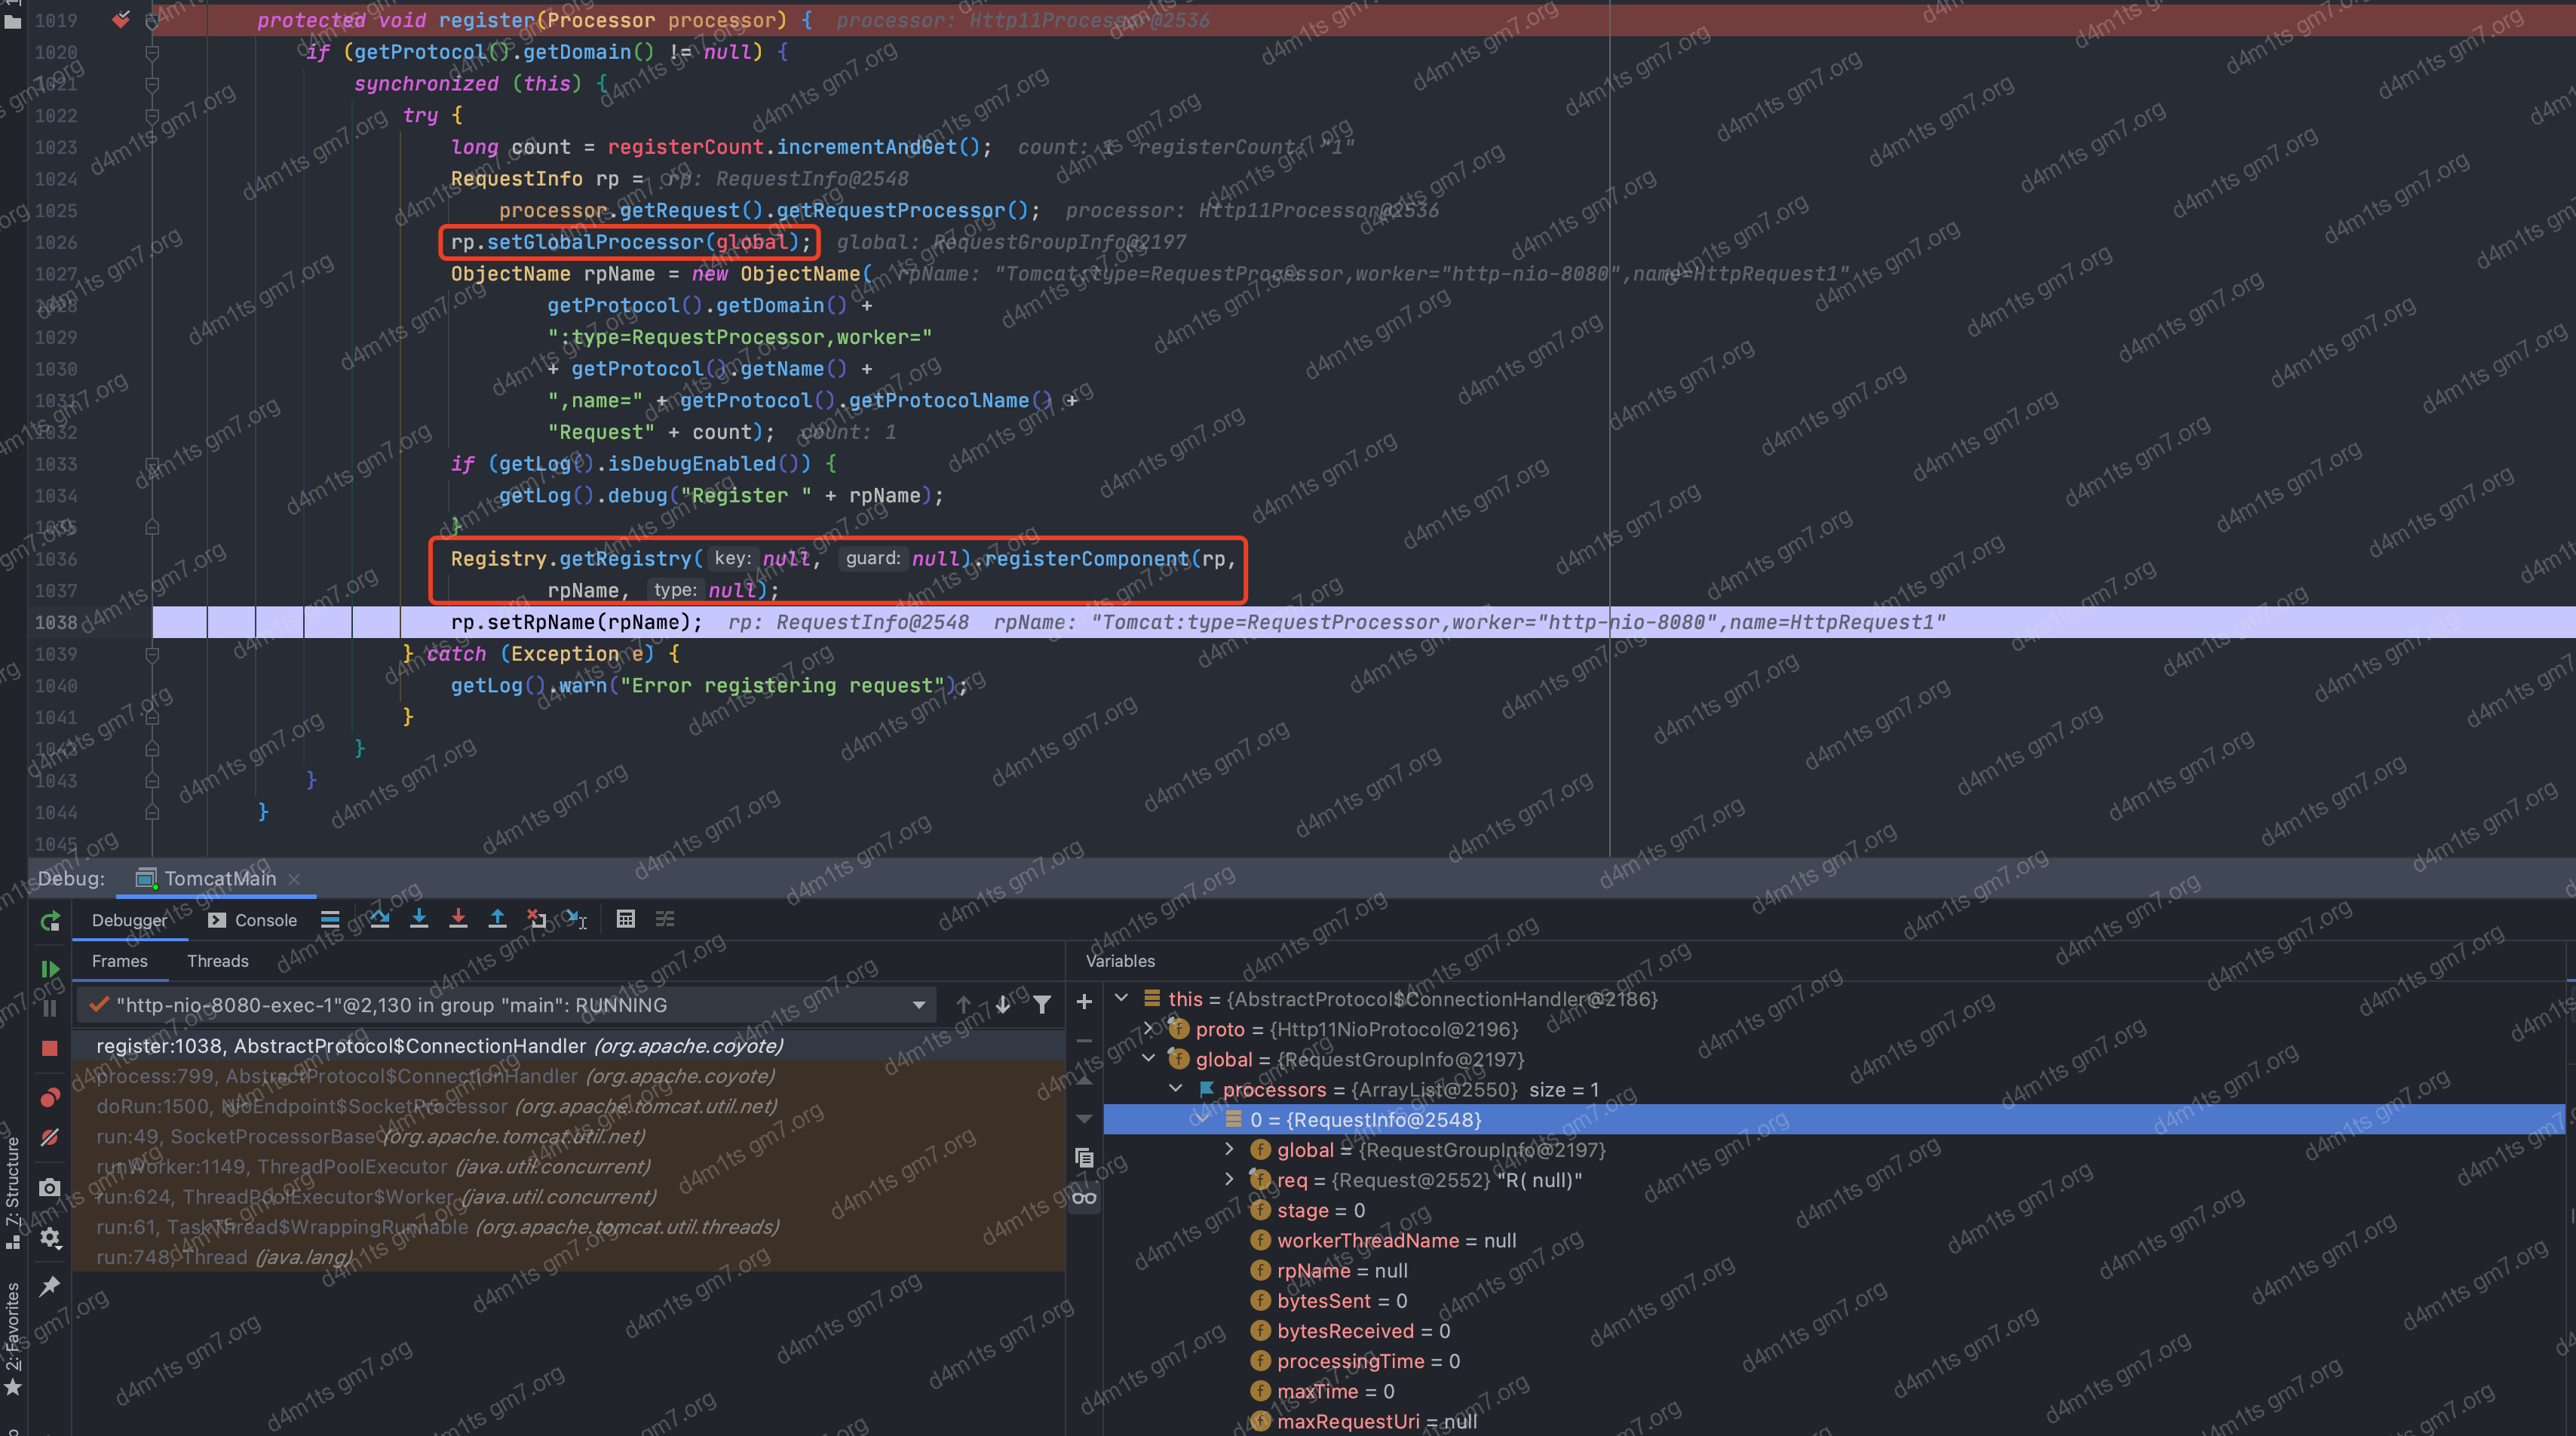 1019 protected void register(Processor processor) { processor: Http11Processor@2536
1020 if (getProtocol().getDomain() != null) {
1021 synchronized (this) {
1022 try {
1023 long count = registerCount.incrementAndGet(); count: 1 registerCount: "1"
1024 RequestInfo rp = rp: RequestInfo@2548
1025 processor.getRequest().getRequestProcessor(); processor: Http11Processor@2536
1026 rp.setGlobalProcessor(global); global: RequestGroupInfo@2197
1027 ObjectName rpName = new ObjectName( rpName: "Tomcat:type=RequestProcessor,worker="http-nio-8080",name=HttpRequest1"
1028 getProtocol().getDomain() +
1029 ":type=RequestProcessor,worker="
1030 + getProtocol().getName() +
1031 ",name=" + getProtocol().getProtocolName() +
1032 "Request" + count); count: 1
1033 if (getLog().isDebugEnabled()) {
1034 getLog().debug("Register " + rpName);
1035 }
1036 Registry.getRegistry( key: null, guard: null).registerComponent(rp,
1037 rpName, type: null);
1038 rp.setRpName(rpName); rp: RequestInfo@2548 rpName: "Tomcat:type=RequestProcessor,worker="http-nio-8080",name=HttpRequest1"
1039 } catch (Exception e) {
1040 getLog().warn("Error registering request");
1041 }
1042 }
1043 }
1044 }
1045
Debug: TomcatMain
Debugger Console
Frames Threads
"http-nio-8080-exec-1"@2,130 in group "main": RUNNING
register:1038, AbstractProtocol$ConnectionHandler (org.apache.coyote)
process:799, AbstractProtocol$ConnectionHandler (org.apache.coyote)
doRun:1500, NioEndpoint$SocketProcessor (org.apache.tomcat.util.net)
run:49, SocketProcessorBase (org.apache.tomcat.util.net)
runWorker:1149, ThreadPoolExecutor (java.util.concurrent)
run:624, ThreadPoolExecutor$Worker (java.util.concurrent)
run:61, TaskThread$WrappingRunnable (org.apache.tomcat.util.threads)
run:748, Thread (java.lang)
Variables
this = {AbstractProtocol$ConnectionHandler@2186}
proto = {Http11NioProtocol@2196}
global = {RequestGroupInfo@2197}
processors = {ArrayList@2550} size = 1
0 = {RequestInfo@2548}
global = {RequestGroupInfo@2197}
req = {Request@2552} "R( null)"
stage = 0
workerThreadName = null
rpName = null
bytesSent = 0
bytesReceived = 0
processingTime = 0
maxTime = 0
maxRequestUri = null
7: Structure
2: Favorites
d4m1ts gm7.org